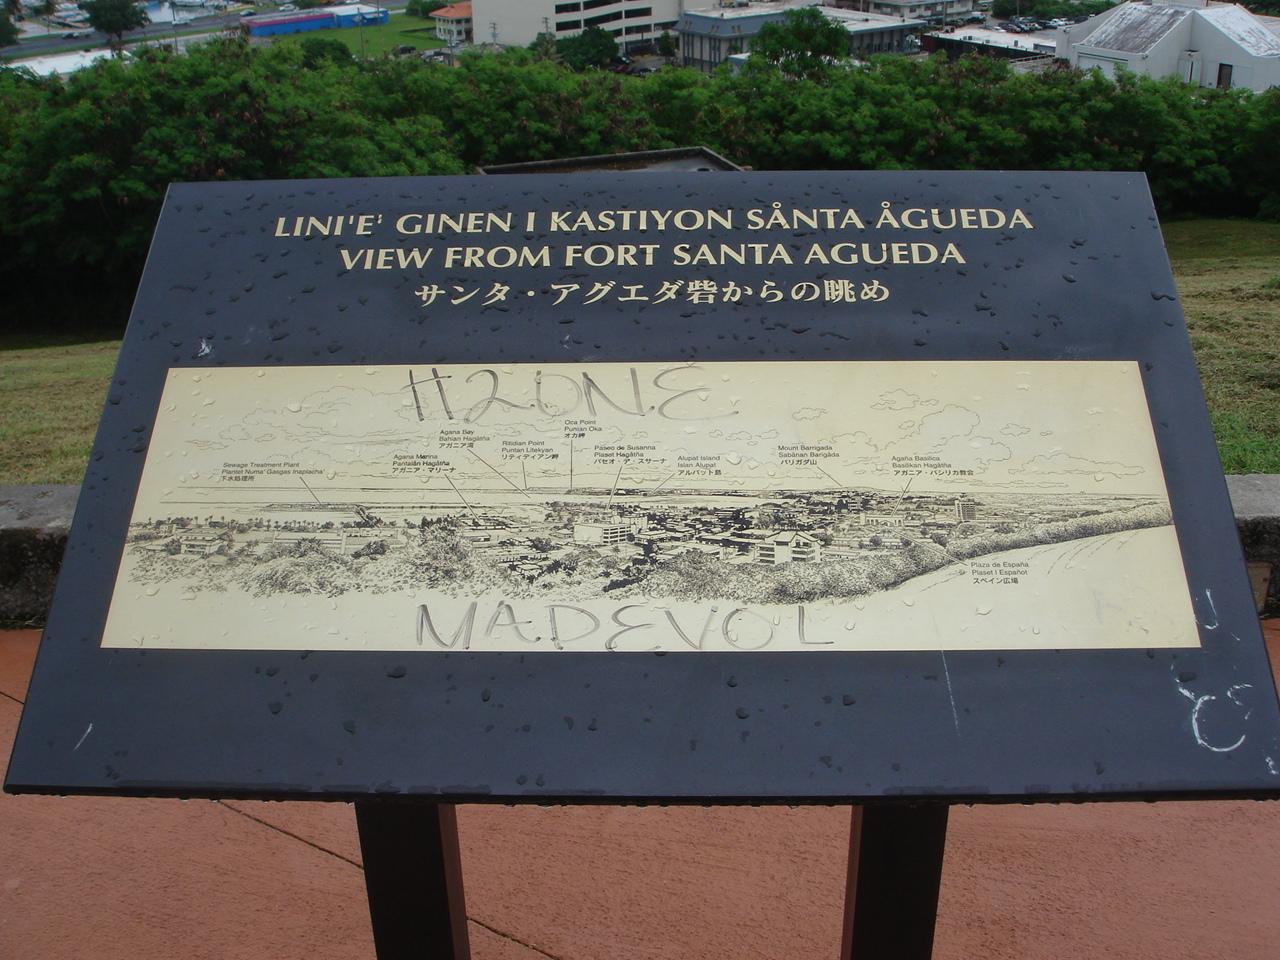 LINI'E' GINEN I KASTIYON SÅNTA ÅGUEDA
VIEW FROM FORT SANTA AGUEDA
サンタ・アグエダ砦からの眺め
H2ONE
Oca Point
Puntan Oka
オカ岬
Agana Bay
Bahian Hagåtña
アガニア湾
Ritidian Point
Puntan Litekyan
リティディアン岬
Paseo de Susanna
Plaset Hagåtña
パセオ・デ・スサーナ
Mount Barrigada
Sabånan Barigåda
バリガダ山
Agana Marina
Pantalån Hagåtña
アガニア・マリーナ
Alupat Island
Islan Alupat
アルパット島
Agaña Basilica
Basilikan Hagåtña
アガニア・バシリカ教会
Sewage Treatment Plant
Plantet Numa' Gasgas Inaplacha'
下水処理所
Plaza de España
Plaset I Españot
スペイン広場
MADEVOL